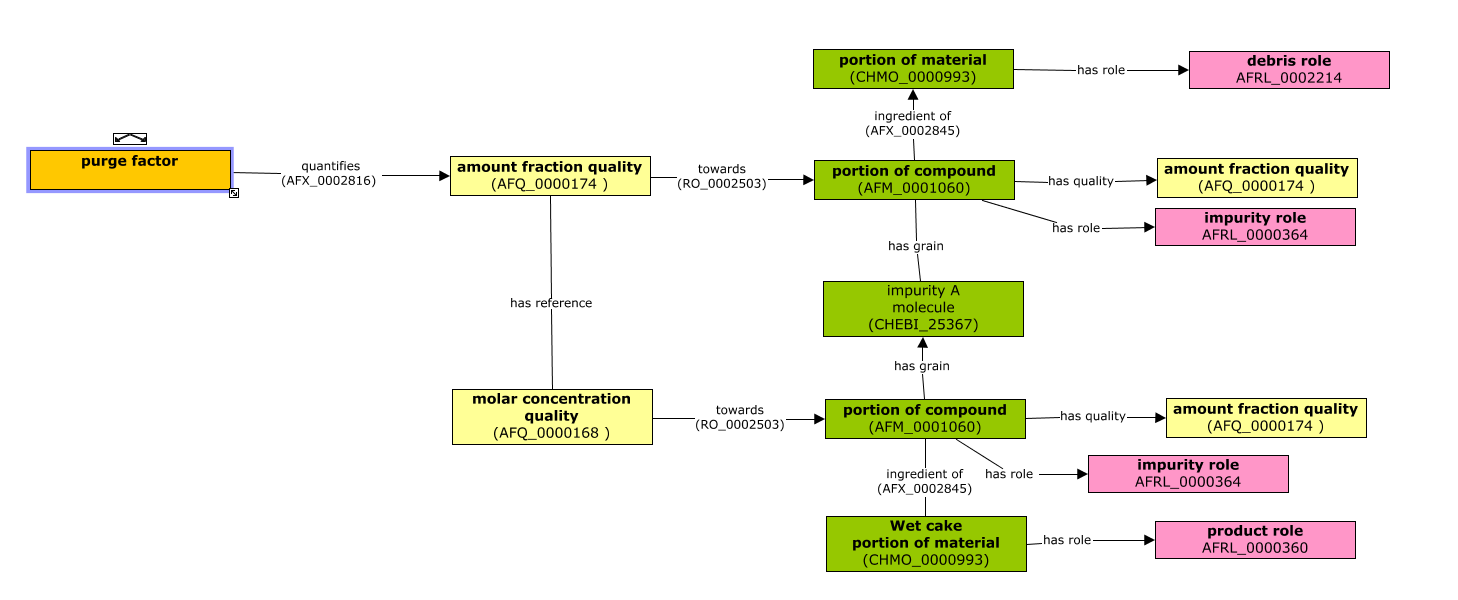 portion of material
(CHMO_0000993)
has role
debris role
AFRL_0002214
ingredient of
(AFX_0002845)
purge factor
quantifies
(AFX_0002816)
amount fraction quality
(AFQ_0000174 )
towards
(RO_0002503)
portion of compound
(AFM_0001060)
has quality
amount fraction quality
(AFQ_0000174 )
has role
impurity role
AFRL_0000364
has grain
has reference
impurity A
molecule
(CHEBI_25367)
has grain
molar concentration
quality
(AFQ_0000168 )
towards
(RO_0002503)
portion of compound
(AFM_0001060)
has quality
amount fraction quality
(AFQ_0000174 )
ingredient of
(AFX_0002845)
has role
impurity role
AFRL_0000364
Wet cake
portion of material
(CHMO_0000993)
has role
product role
AFRL_0000360